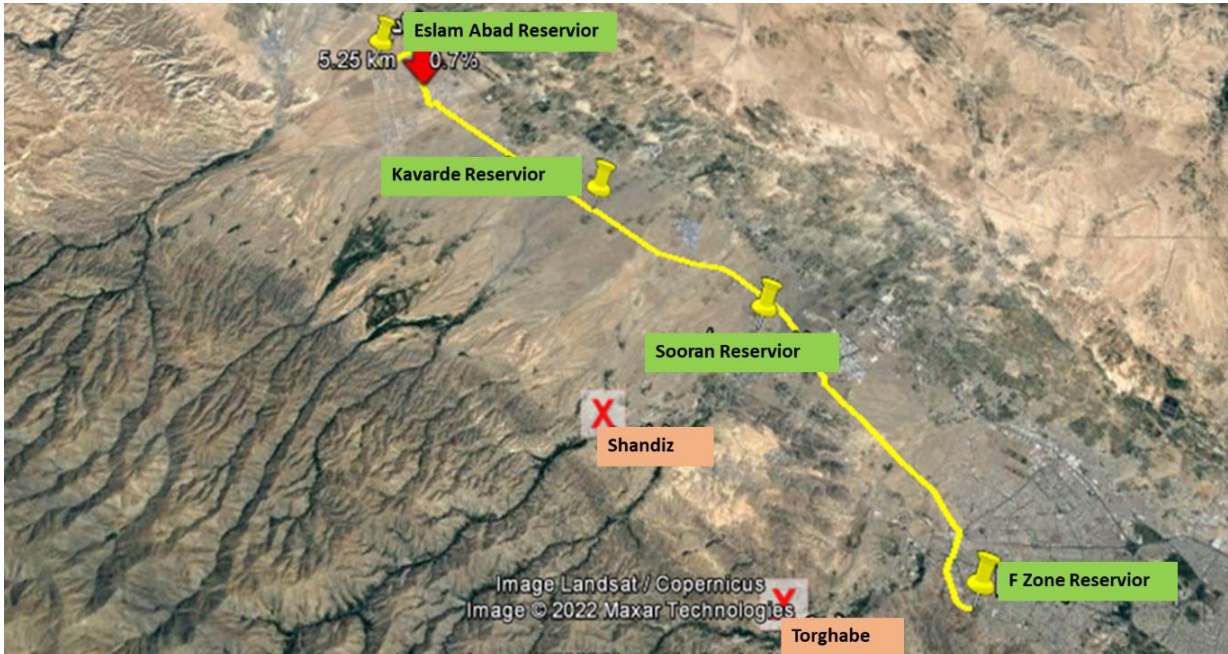 Eslam Abad Reservior
5.25 km 0.7%
Kavarde Reservior
Sooran Reservior
X
Shandiz
F Zone Reservior
Image Landsat / Copernicus
Image © 2022 Maxar Technologies
X
Torghabe